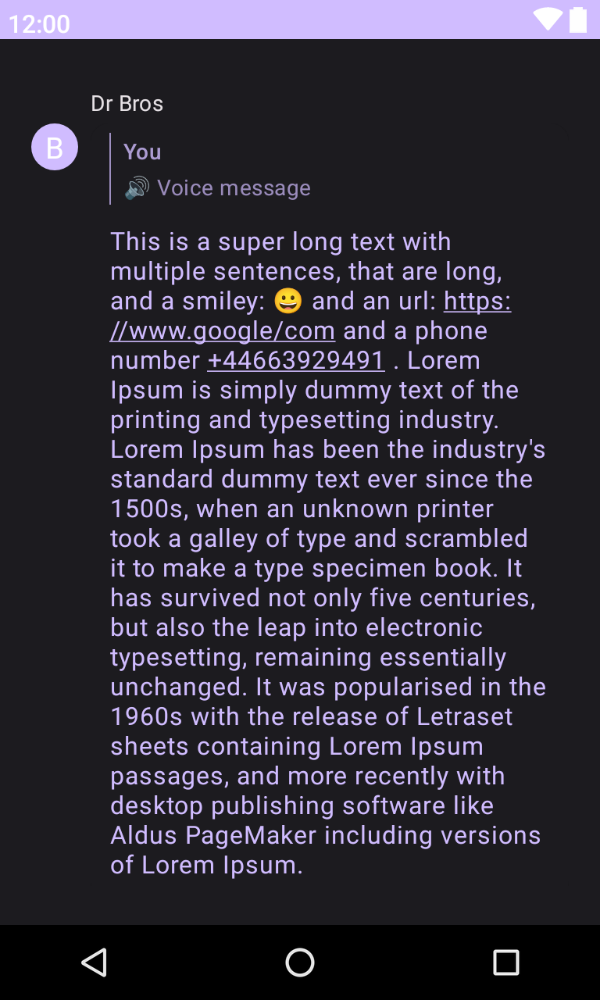 12:00
Dr Bros
B
You
🔊 Voice message
This is a super long text with
multiple sentences, that are long,
and a smiley: 😀 and an url: https:
//www.google/com and a phone
number +44663929491 . Lorem
Ipsum is simply dummy text of the
printing and typesetting industry.
Lorem Ipsum has been the industry's
standard dummy text ever since the
1500s, when an unknown printer
took a galley of type and scrambled
it to make a type specimen book. It
has survived not only five centuries,
but also the leap into electronic
typesetting, remaining essentially
unchanged. It was popularised in the
1960s with the release of Letraset
sheets containing Lorem Ipsum
passages, and more recently with
desktop publishing software like
Aldus PageMaker including versions
of Lorem Ipsum.